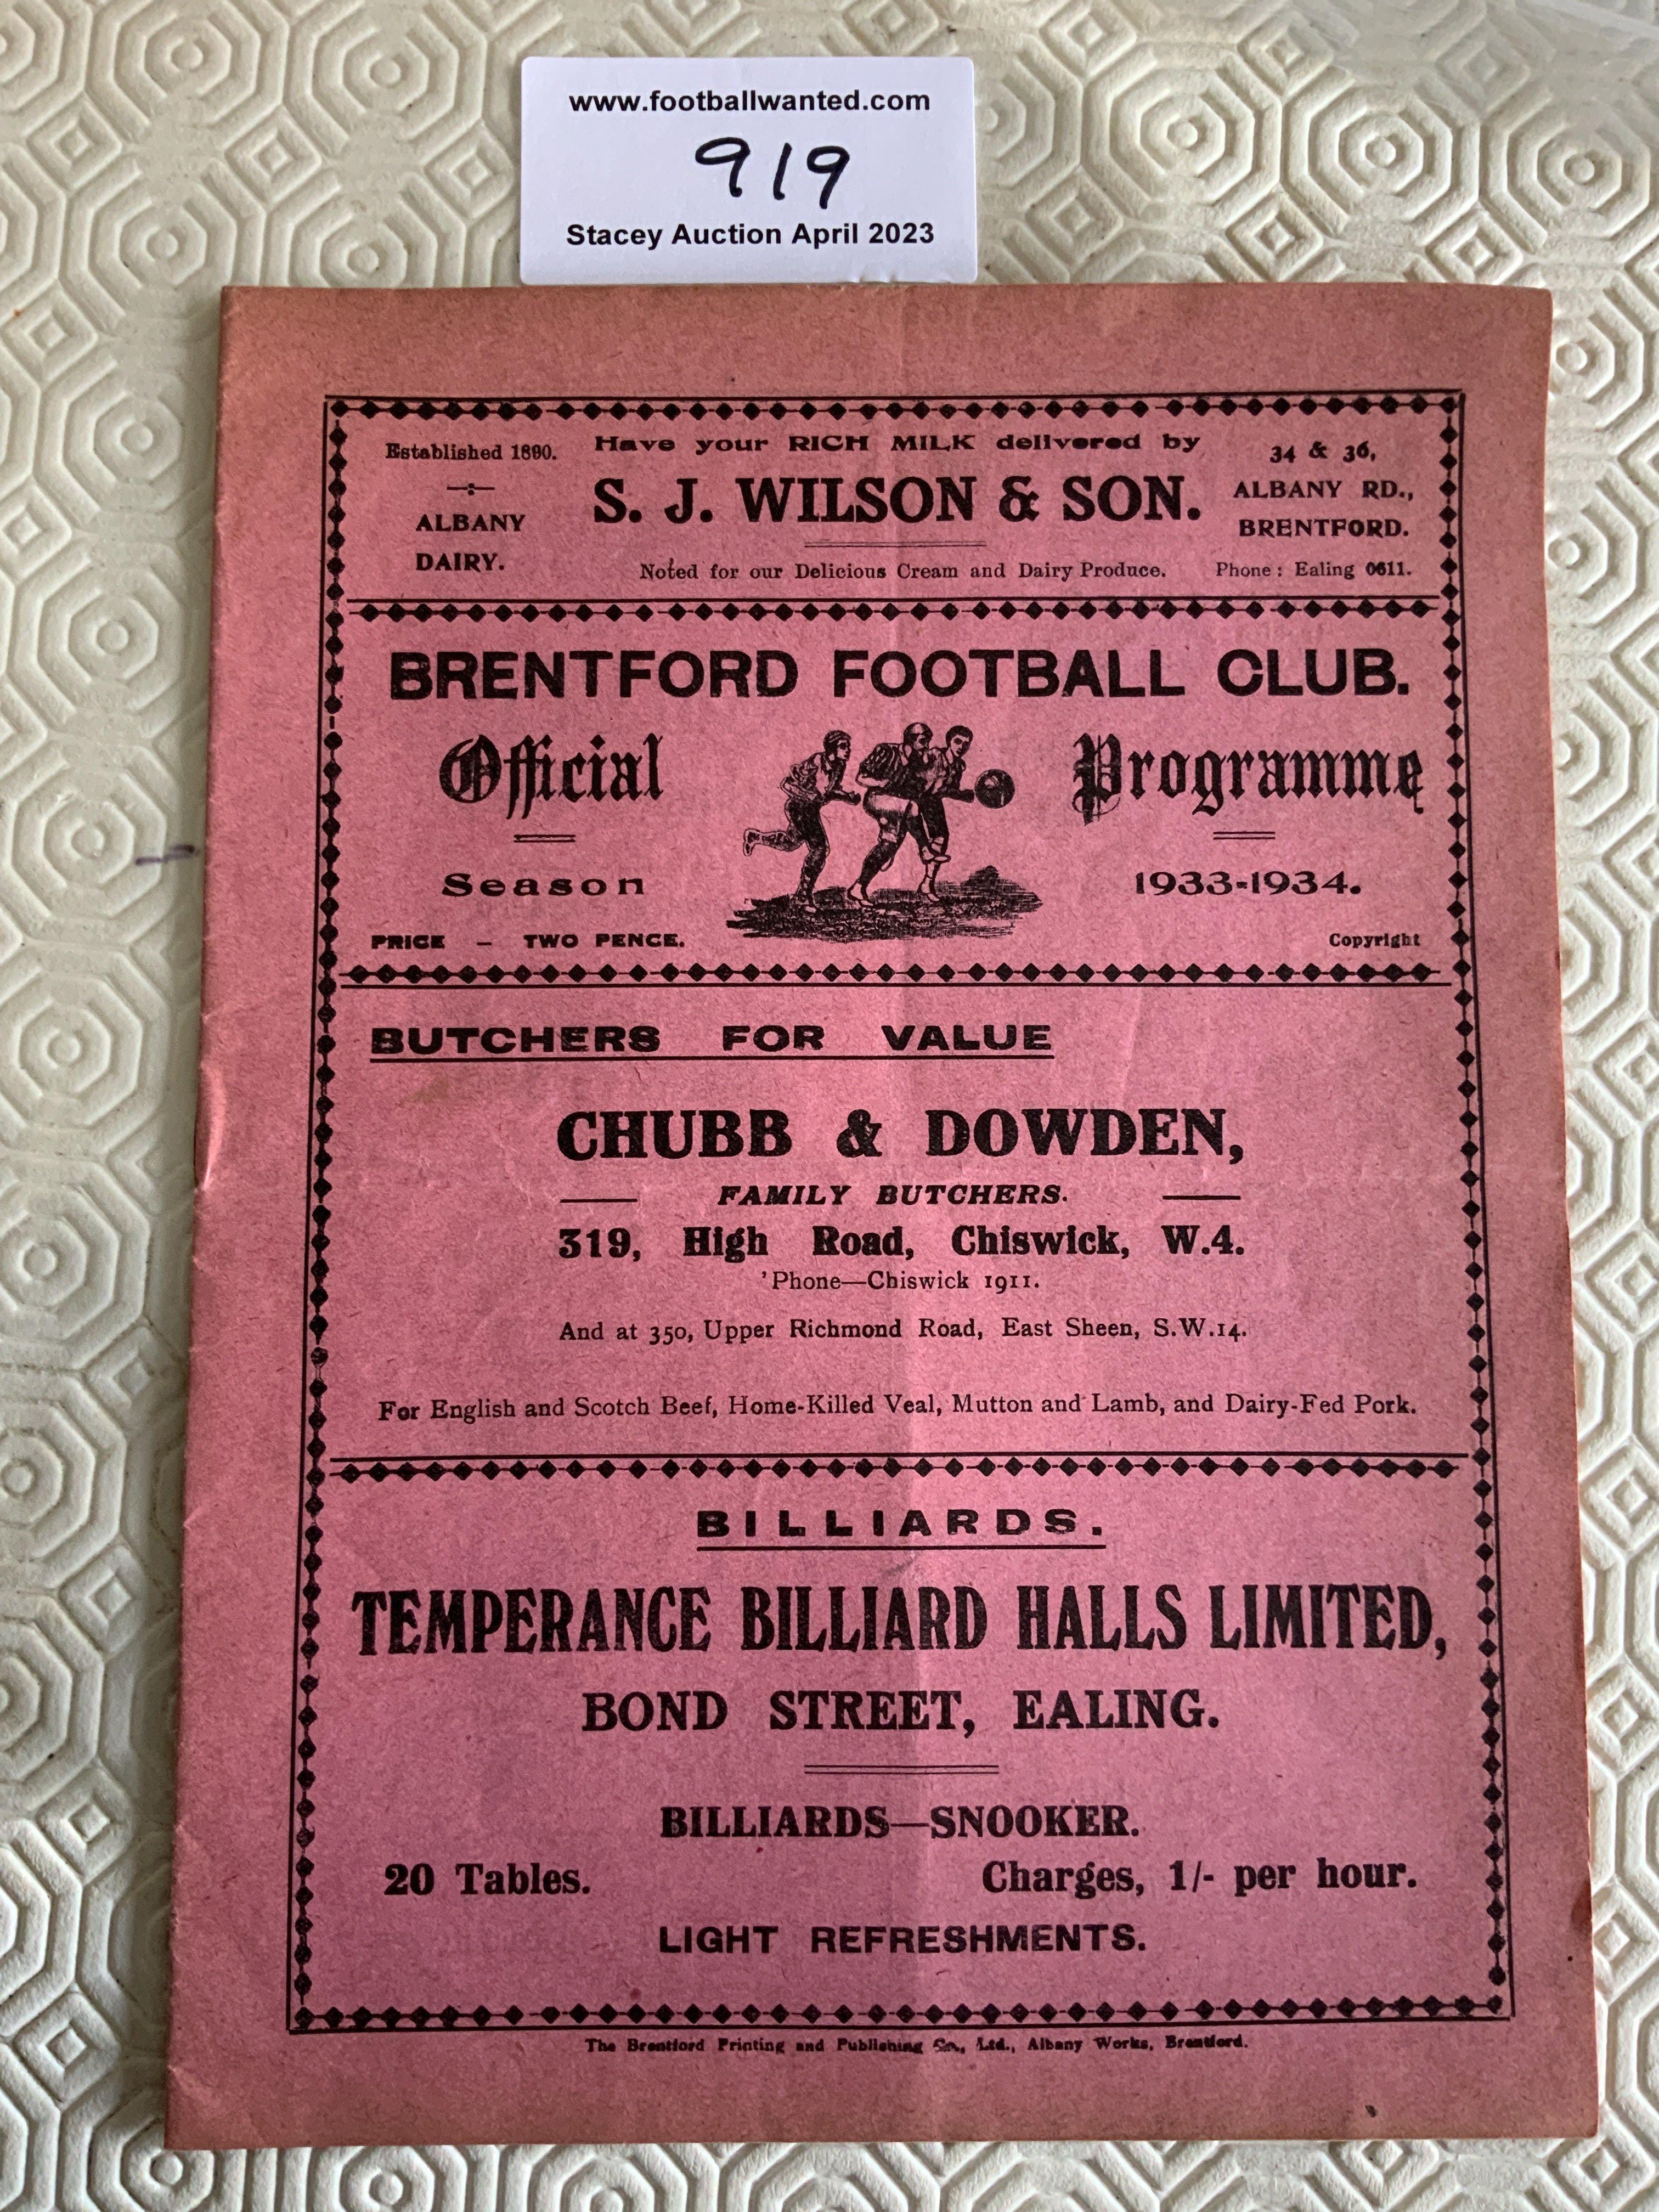 www.footballwanted.com
919
Stacey Auction April 2023
Established 1890.
ALBANY
DAIRY.
Have your RICH MILK delivered by
S. J. WILSON & SON.
Noted for our Delicious Cream and Dairy Produce.
34 & 36,
ALBANY RD.,
BRENTFORD.
Phone: Ealing 0611.
BRENTFORD FOOTBALL CLUB.
Official Programme
Season 1933-1934.
PRICE - TWO PENCE. Copyright
BUTCHERS FOR VALUE
CHUBB & DOWDEN,
FAMILY BUTCHERS.
319, High Road, Chiswick, W.4.
'Phone—Chiswick 1911.
And at 350, Upper Richmond Road, East Sheen, S.W.14.
For English and Scotch Beef, Home-Killed Veal, Mutton and Lamb, and Dairy-Fed Pork.
BILLIARDS.
TEMPERANCE BILLIARD HALLS LIMITED,
BOND STREET, EALING.
BILLIARDS—SNOOKER.
20 Tables. Charges, 1/- per hour.
LIGHT REFRESHMENTS.
The Brentford Printing and Publishing Co., Ltd., Albany Works, Brentford.